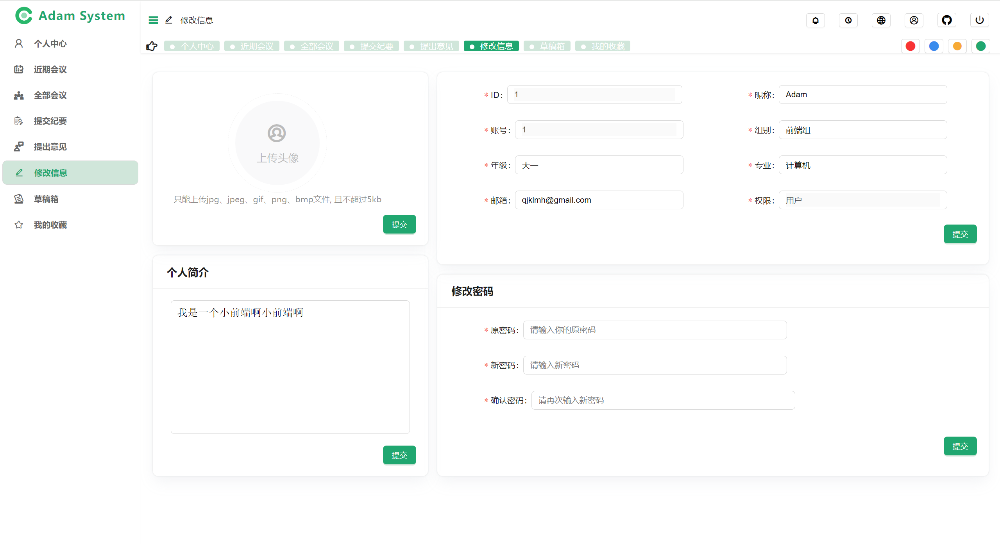 Adam System
个人中心
近期会议
全部会议
提交纪要
提出意见
修改信息
草稿箱
我的收藏
修改信息
个人中心 近期会议 全部会议 提交纪要 提出意见 修改信息 草稿箱 我的收藏
上传头像
只能上传jpg、jpeg、gif、png、bmp文件, 且不超过5kb
提交
* ID: 1
* 昵称: Adam
* 账号: 1
* 组别: 前端组
* 年级: 大一
* 专业: 计算机
* 邮箱: qjklmh@gmail.com
* 权限: 用户
提交
个人简介
我是一个小前端啊小前端啊
提交
修改密码
* 原密码: 请输入你的原密码
* 新密码: 请输入新密码
* 确认密码: 请再次输入新密码
提交